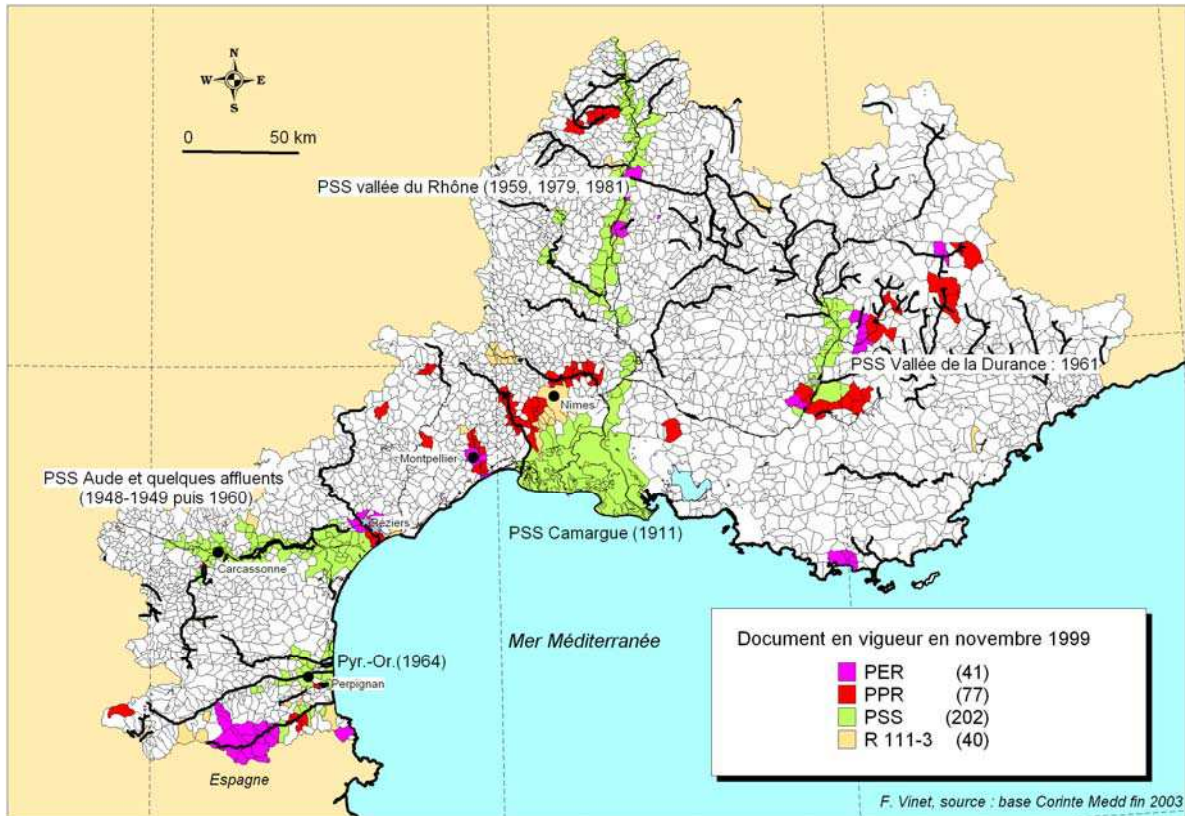 N
W E
S
0 50 km
PSS vallée du Rhône (1959, 1979, 1981)
PSS Vallée de la Durance : 1961
Nîmes
Montpellier
PSS Aude et quelques affluents
(1948-1949 puis 1960)
Béziers
PSS Camargue (1911)
Carcassonne
Mer Méditerranée
Pyr.-Or.(1964)
Perpignan
Espagne
Document en vigueur en novembre 1999
PER (41)
PPR (77)
PSS (202)
R 111-3 (40)
F. Vinet, source : base Corinte Medd fin 2003